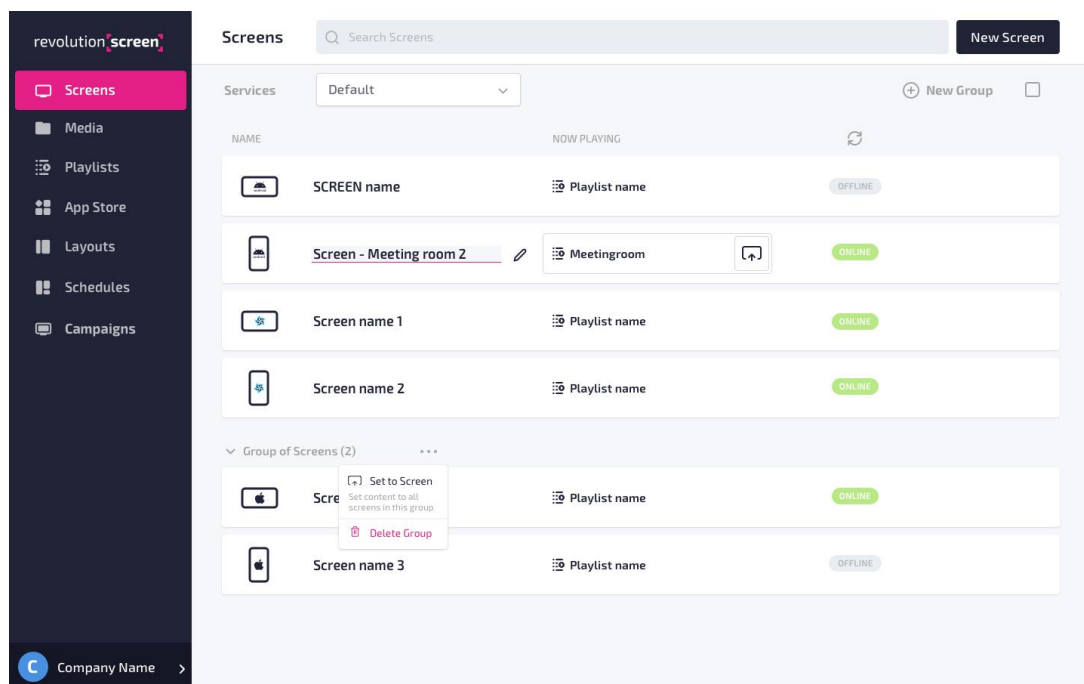 revolution[screen]
Screens
Search Screens
New Screen
Screens
Media
Playlists
App Store
Layouts
Schedules
Campaigns
Services
Default
New Group
NAME
NOW PLAYING
SCREEN name
Playlist name
OFFLINE
Screen - Meeting room 2
Meetingroom
ONLINE
Screen name 1
Playlist name
ONLINE
Screen name 2
Playlist name
ONLINE
Group of Screens (2)
Set to Screen
Set content to all
screens in this group
Delete Group
Scre
Playlist name
ONLINE
Screen name 3
Playlist name
OFFLINE
C
Company Name